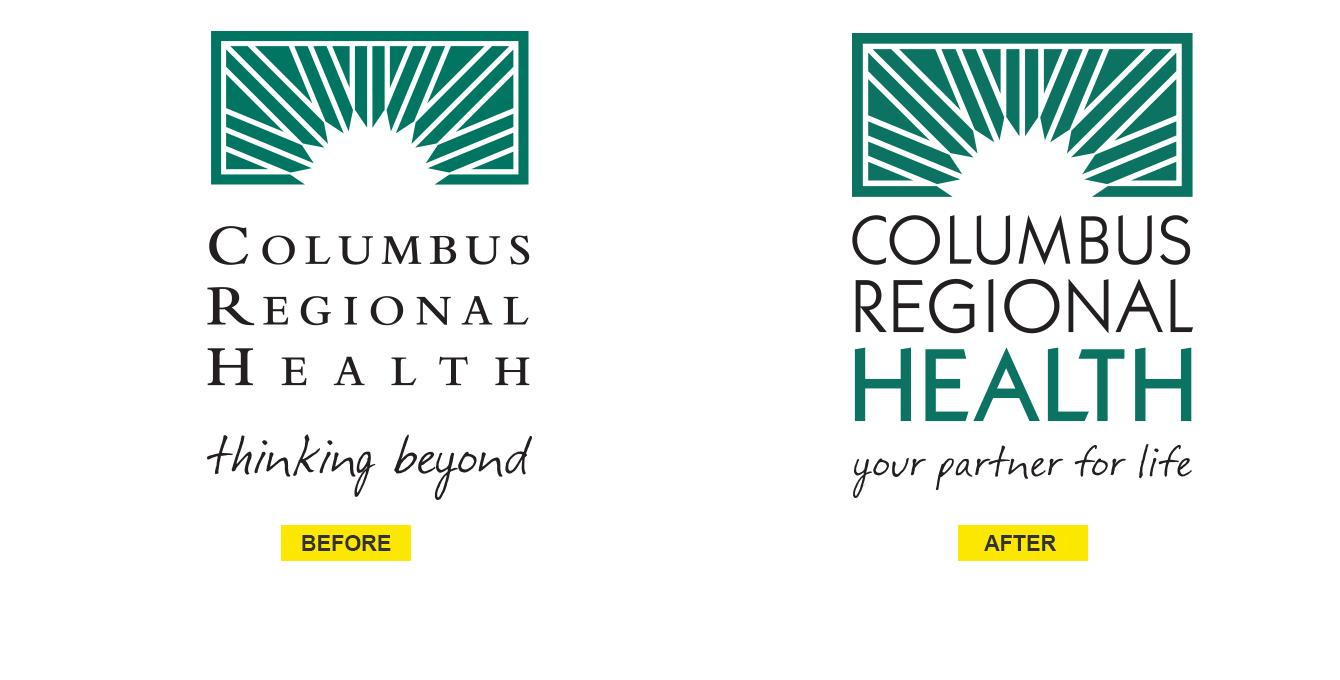 COLUMBUS
REGIONAL
HEALTH
thinking beyond
BEFORE
COLUMBUS
REGIONAL
HEALTH
your partner for life
AFTER